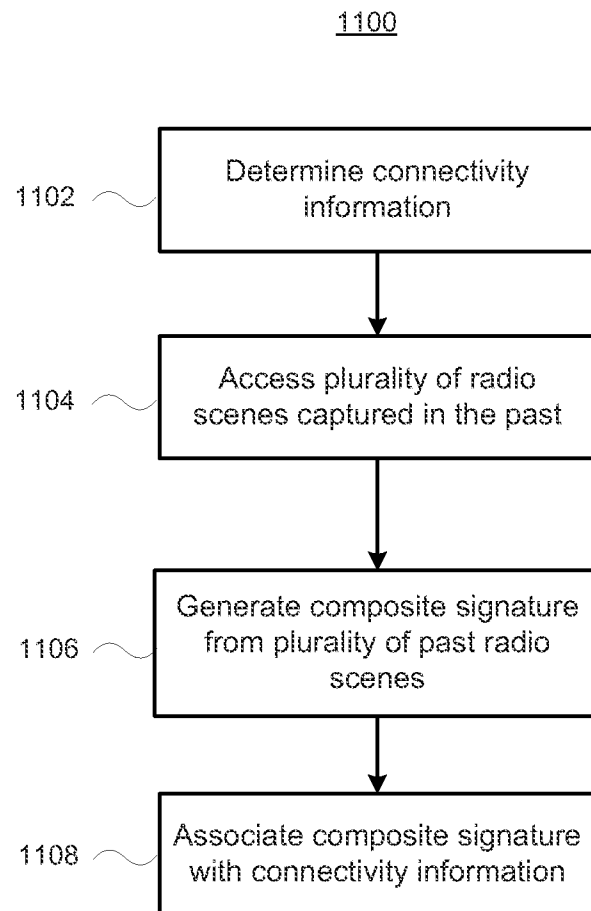 1100
1102
Determine connectivity
information
1104
Access plurality of radio
scenes captured in the past
1106
Generate composite signature
from plurality of past radio
scenes
1108
Associate composite signature
with connectivity information